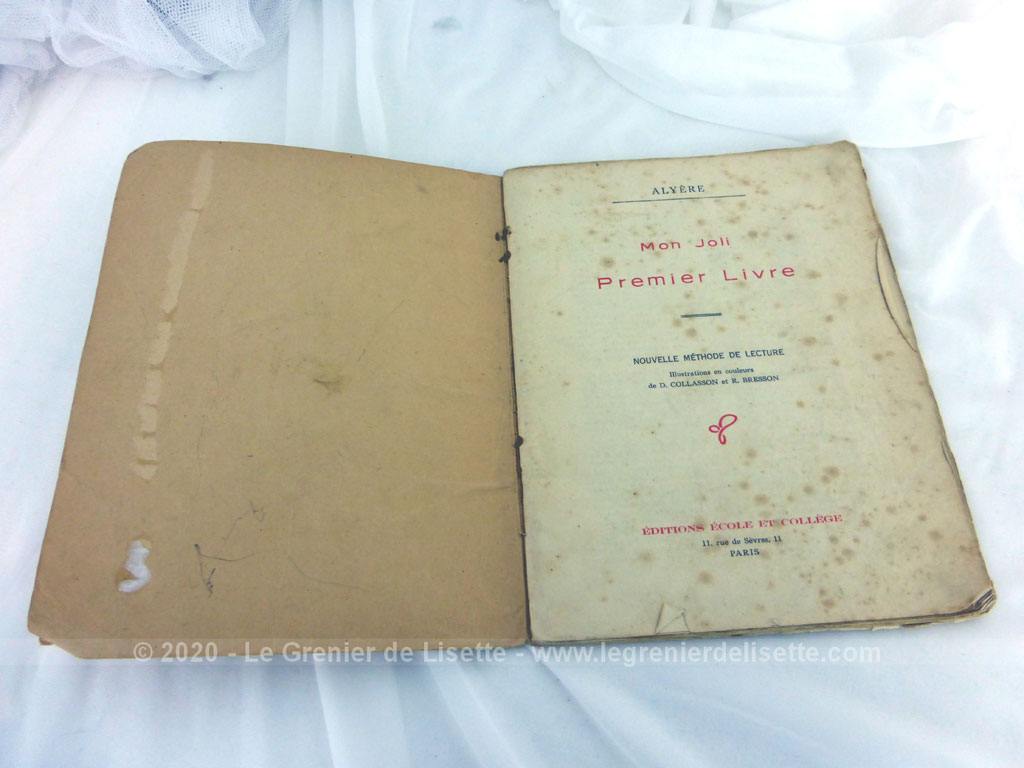 ALYÈRE
Mon Joli
Premier Livre
NOUVELLE MÉTHODE DE LECTURE
Illustrations en couleurs
de D. COLLASSON et R. BRESSON
ÉDITIONS ÉCOLE ET COLLÈGE
11, rue de Sèvres, 11
PARIS
© 2020 - Le Grenier de Lisette - www.legrenierdelisette.com